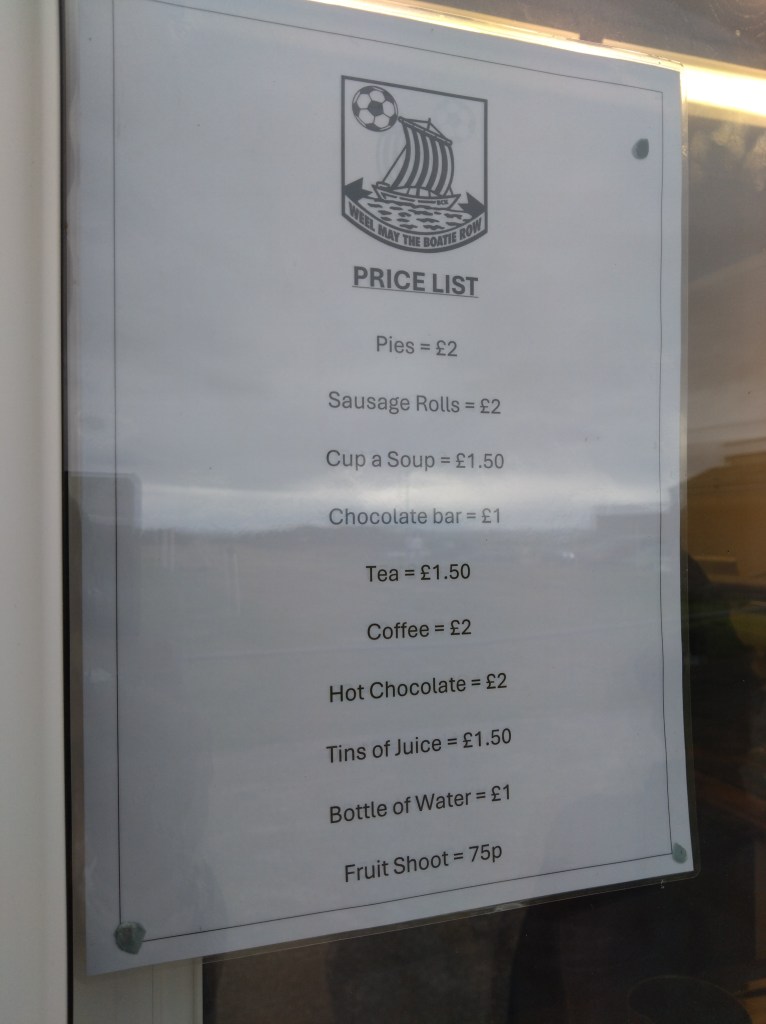 WEEL MAY THE BOATIE ROW
PRICE LIST
Pies = £2
Sausage Rolls = £2
Cup a Soup = £1.50
Chocolate bar = £1
Tea = £1.50
Coffee = £2
Hot Chocolate = £2
Tins of Juice = £1.50
Bottle of Water = £1
Fruit Shoot = 75p